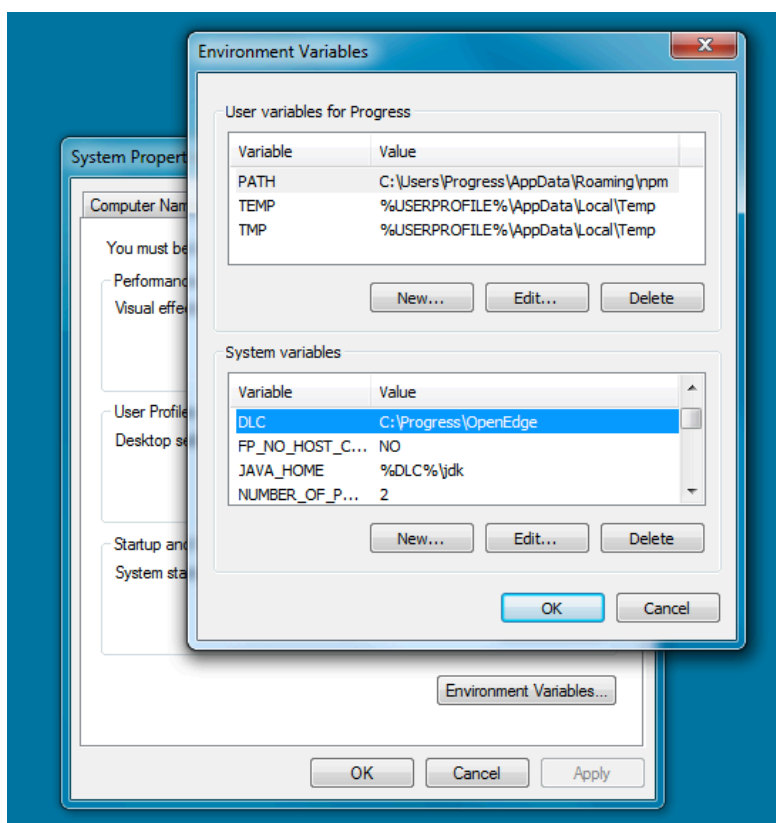 Environment Variables
User variables for Progress
Variable Value
PATH C:\Users\Progress\AppData\Roaming\npm
TEMP %USERPROFILE%\AppData\Local\Temp
TMP %USERPROFILE%\AppData\Local\Temp
New... Edit... Delete
System variables
Variable Value
DLC C:\Progress\OpenEdge
FP_NO_HOST_C... NO
JAVA_HOME %DLC%\jdk
NUMBER_OF_P... 2
New... Edit... Delete
OK Cancel
System Propert
Computer Nam
You must be
Performanc
Visual effe
User Profile
Desktop se
Startup and
System sta
Environment Variables...
OK Cancel Apply